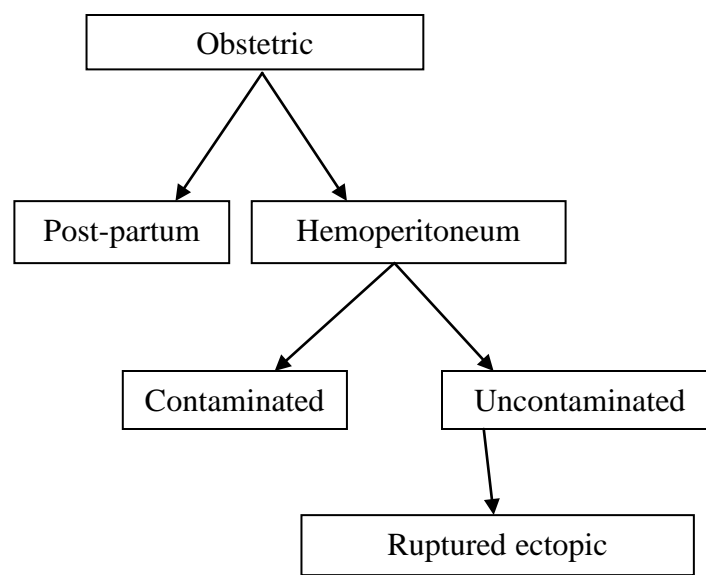 Obstetric
Post-partum
Hemoperitoneum
Contaminated
Uncontaminated
Ruptured ectopic